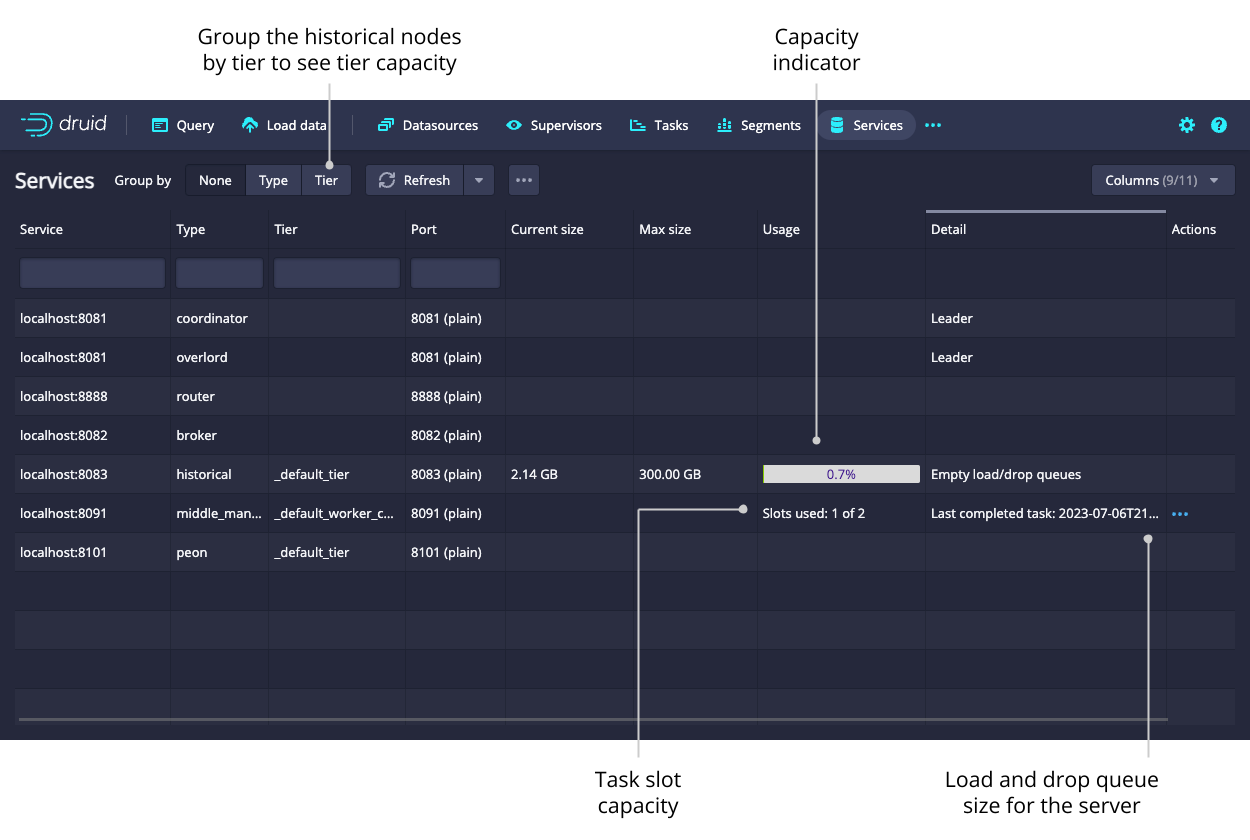 Group the historical nodes
by tier to see tier capacity
Capacity
indicator
druid Query Load data Datasources Supervisors Tasks Segments Services
Services Group by None Type Tier Refresh Columns (9/11)
Service Type Tier Port Current size Max size Usage Detail Actions
localhost:8081 coordinator 8081 (plain) Leader
localhost:8081 overlord 8081 (plain) Leader
localhost:8888 router 8888 (plain)
localhost:8082 broker 8082 (plain)
localhost:8083 historical _default_tier 8083 (plain) 2.14 GB 300.00 GB 0.7% Empty load/drop queues
localhost:8091 middle_man... _default_worker_c... 8091 (plain) Slots used: 1 of 2 Last completed task: 2023-07-06T21...
localhost:8101 peon _default_tier 8101 (plain)
Task slot
capacity
Load and drop queue
size for the server